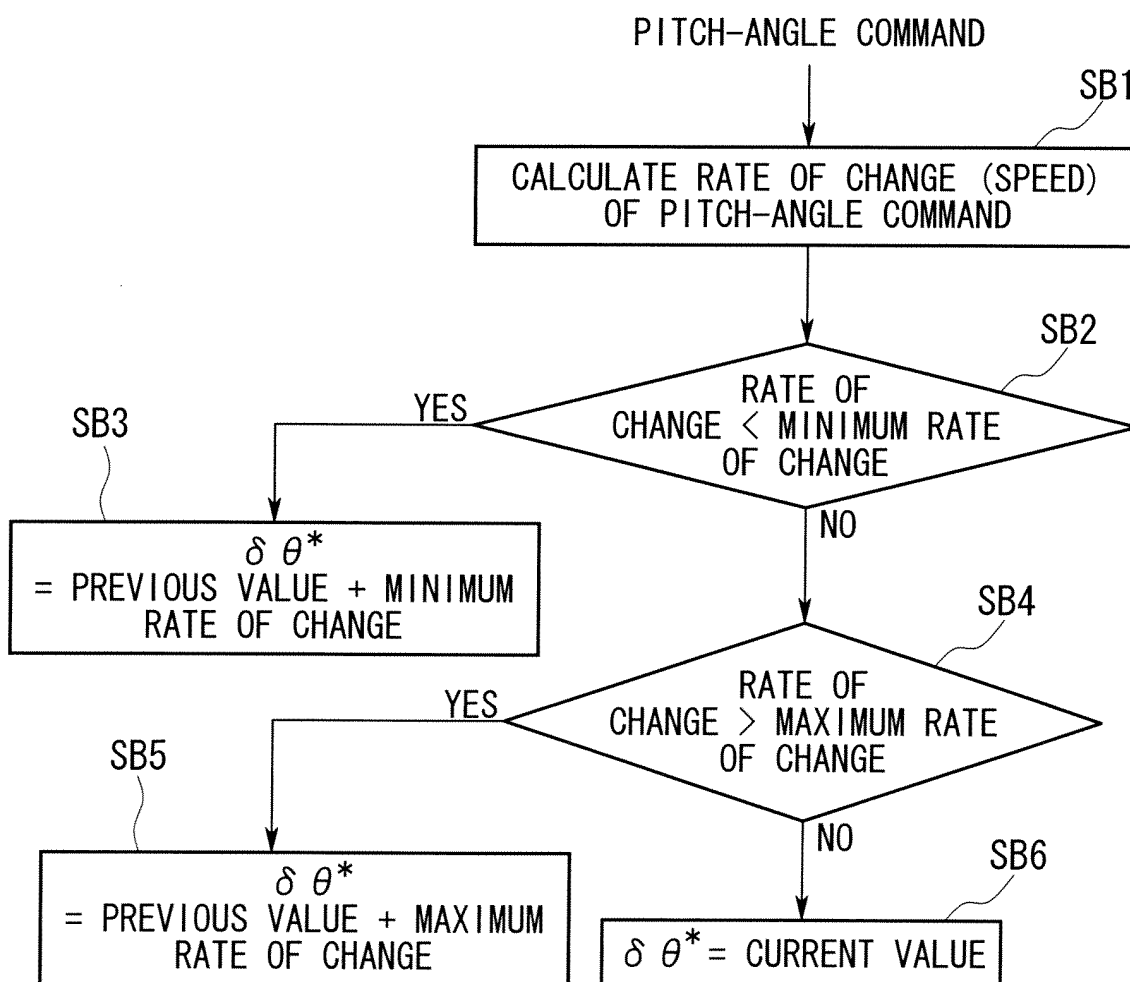 PITCH-ANGLE COMMAND
SB1
CALCULATE RATE OF CHANGE (SPEED)
OF PITCH-ANGLE COMMAND
SB2
RATE OF
CHANGE < MINIMUM RATE
OF CHANGE
YES
NO
SB3
δ θ*
= PREVIOUS VALUE + MINIMUM
RATE OF CHANGE
SB4
RATE OF
CHANGE > MAXIMUM RATE
OF CHANGE
YES
NO
SB5
δ θ*
= PREVIOUS VALUE + MAXIMUM
RATE OF CHANGE
SB6
δ θ* = CURRENT VALUE